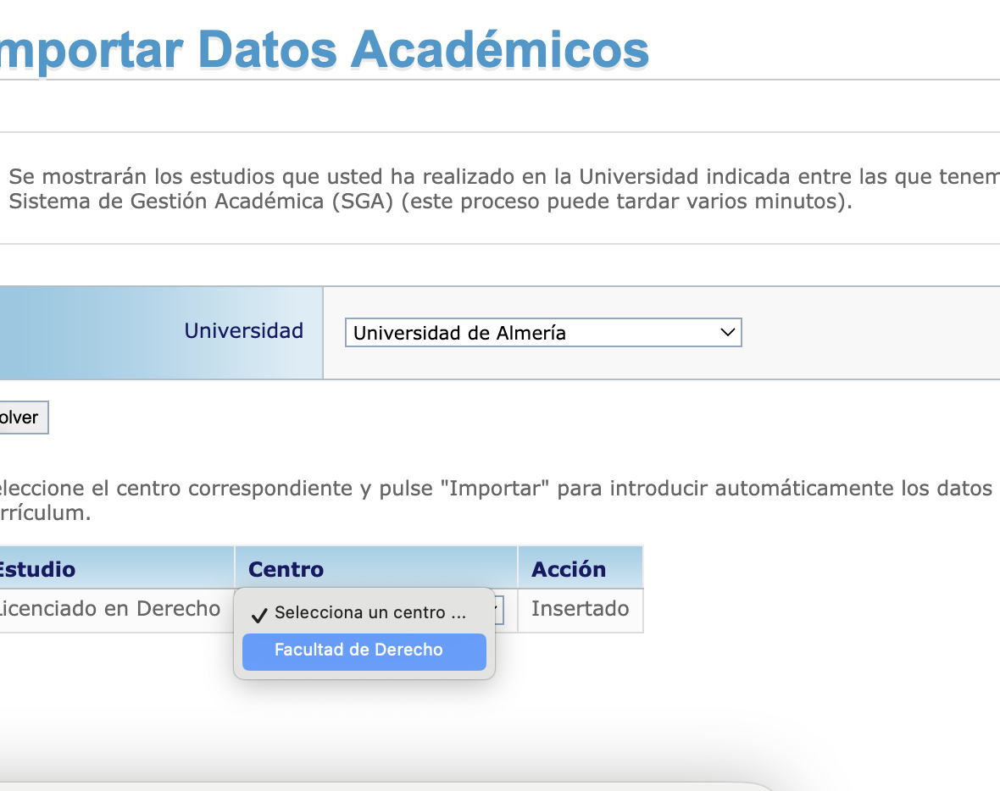 mportar Datos Académicos
Se mostrarán los estudios que usted ha realizado en la Universidad indicada entre las que tenem
Sistema de Gestión Académica (SGA) (este proceso puede tardar varios minutos).
Universidad
Universidad de Almería
olver
eleccione el centro correspondiente y pulse "Importar" para introducir automáticamente los datos
rrículum.
Estudio Centro Acción
Licenciado en Derecho Insertado
✓ Selecciona un centro ...
Facultad de Derecho